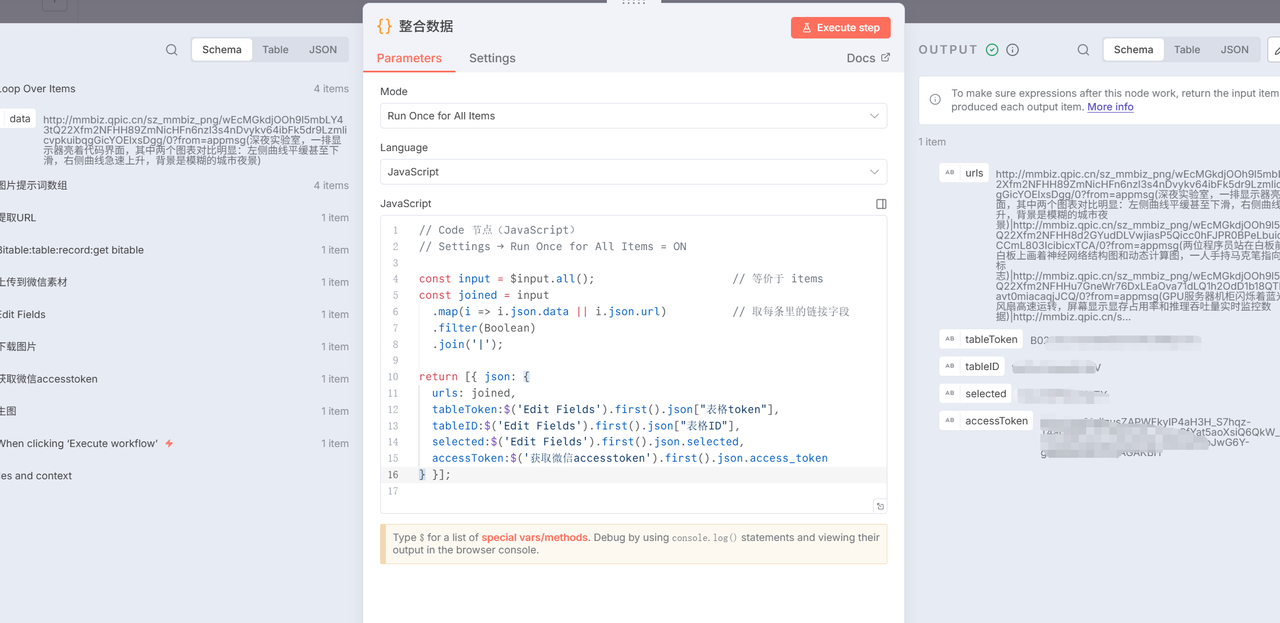 整合数据
Execute step
Parameters
Settings
Docs
Schema
Table
JSON
Loop Over Items
4 items
data
http://mmbiz.qpic.cn/sz_mmbiz_png/wEcMGkdjOOh9l5mbLY4
3tQ22Xfm2NFHH89ZmNicHFn6nzI3s4nDvykv64ibFk5dr9Lzmli
cvpkuibqgGicYOEIxsDgg/0?from=appmsg(深夜实验室，一排显
示器亮着代码界面，其中两个图表对比明显：左侧曲线平缓甚至下
滑，右侧曲线急速上升，背景是模糊的城市夜景)
图片提示词数组
4 items
提取URL
1 item
Bitable:table:record:get bitable
1 item
上传到微信素材
1 item
Edit Fields
1 item
下载图片
1 item
获取微信accesstoken
1 item
生图
1 item
When clicking ‘Execute workflow’
1 item
es and context
Mode
Run Once for All Items
Language
JavaScript
JavaScript
1 // Code 节点（JavaScript）
2 // Settings → Run Once for All Items = ON
3
4 const input = $input.all(); // 等价于 items
5 const joined = input
6 .map(i => i.json.data || i.json.url) // 取每条里的链接字段
7 .filter(Boolean)
8 .join('|');
9
10 return [{ json: {
11 urls: joined,
12 tableToken:$('Edit Fields').first().json["表格token"],
13 tableID:$('Edit Fields').first().json["表格ID"],
14 selected:$('Edit Fields').first().json.selected,
15 accessToken:$('获取微信accesstoken').first().json.access_token
16 } }];
17
Type $ for a list of special vars/methods. Debug by using console.log() statements and viewing their
output in the browser console.
OUTPUT
Schema
Table
JSON
To make sure expressions after this node work, return the input item
produced each output item. More info
1 item
AB urls
http://mmbiz.qpic.cn/sz_mmbiz_png/wEcMGkdjOOh9l5mb
2Xfm2NFHH89ZmNicHFn6nzI3s4nDvykv64ibFk5dr9Lzmlic
gGicYOEIxsDgg/0?from=appmsg(深夜实验室，一排显示器亮
面，其中两个图表对比明显：左侧曲线平缓甚至下滑，右侧曲线
升，背景是模糊的城市夜
景)|http://mmbiz.qpic.cn/sz_mmbiz_png/wEcMGkdjOOh9l5
Q22Xfm2NFHH8d2GYudDLVwjiasP5Qicc0hFJPR0BPeLbuic
CCmL803IcibicxTCA/0?from=appmsg(两位程序员站在白板前
白板上画着神经网络结构图和动态计算图，一人手持马克笔指向
标
志)|http://mmbiz.qpic.cn/sz_mmbiz_png/wEcMGkdjOOh9l5
Q22Xfm2NFHHu7GneWr76DxLEaOva71dLQ1h2OdD1b18QTI
avt0miacaqjJCQ/0?from=appmsg(GPU服务器机柜闪烁着蓝光
风扇高速运转，屏幕显示显存占用率和推理吞吐量实时监控数
据)|http://mmbiz.qpic.cn/s...
AB tableToken
B02
AB tableID
AB selected
AB accessToken